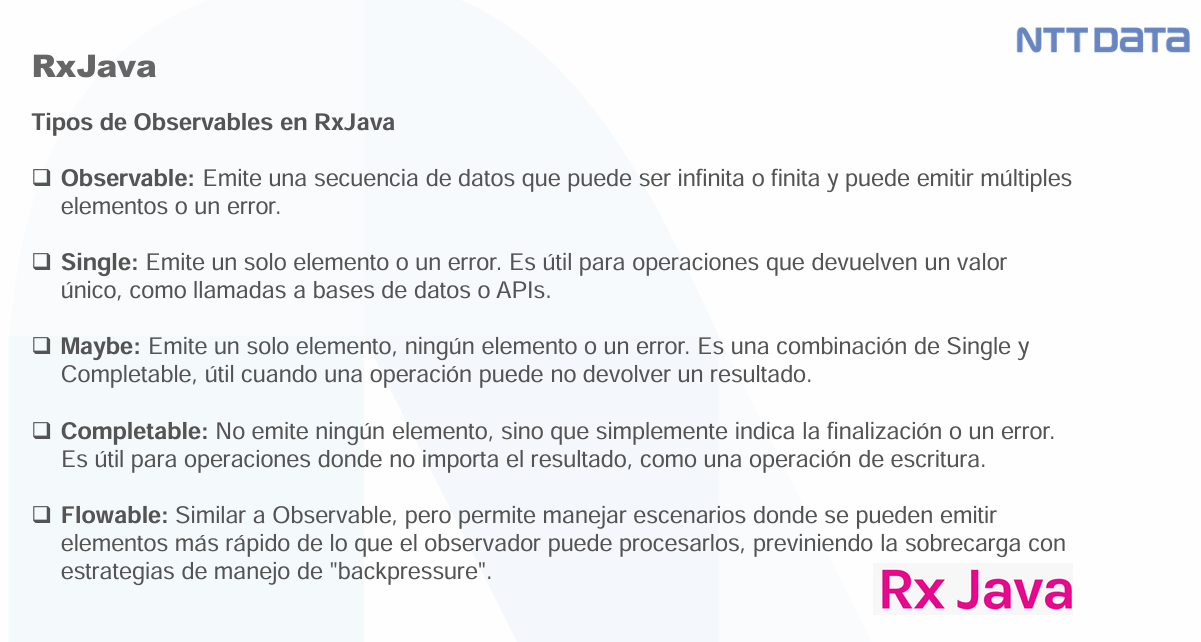 NTT DATA
RxJava
Tipos de Observables en RxJava
❑ Observable: Emite una secuencia de datos que puede ser infinita o finita y puede emitir múltiples
elementos o un error.
❑ Single: Emite un solo elemento o un error. Es útil para operaciones que devuelven un valor
único, como llamadas a bases de datos o APIs.
❑ Maybe: Emite un solo elemento, ningún elemento o un error. Es una combinación de Single y
Completable, útil cuando una operación puede no devolver un resultado.
❑ Completable: No emite ningún elemento, sino que simplemente indica la finalización o un error.
Es útil para operaciones donde no importa el resultado, como una operación de escritura.
❑ Flowable: Similar a Observable, pero permite manejar escenarios donde se pueden emitir
elementos más rápido de lo que el observador puede procesarlos, previniendo la sobrecarga con
estrategias de manejo de "backpressure".
Rx Java